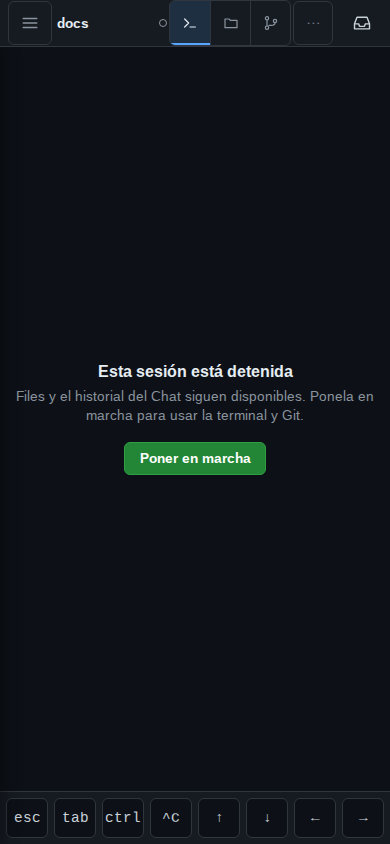 docs
Esta sesión está detenida
Files y el historial del Chat siguen disponibles. Ponela en
marcha para usar la terminal y Git.
Poner en marcha
esc tab ctrl ^C ↑ ↓ ← →